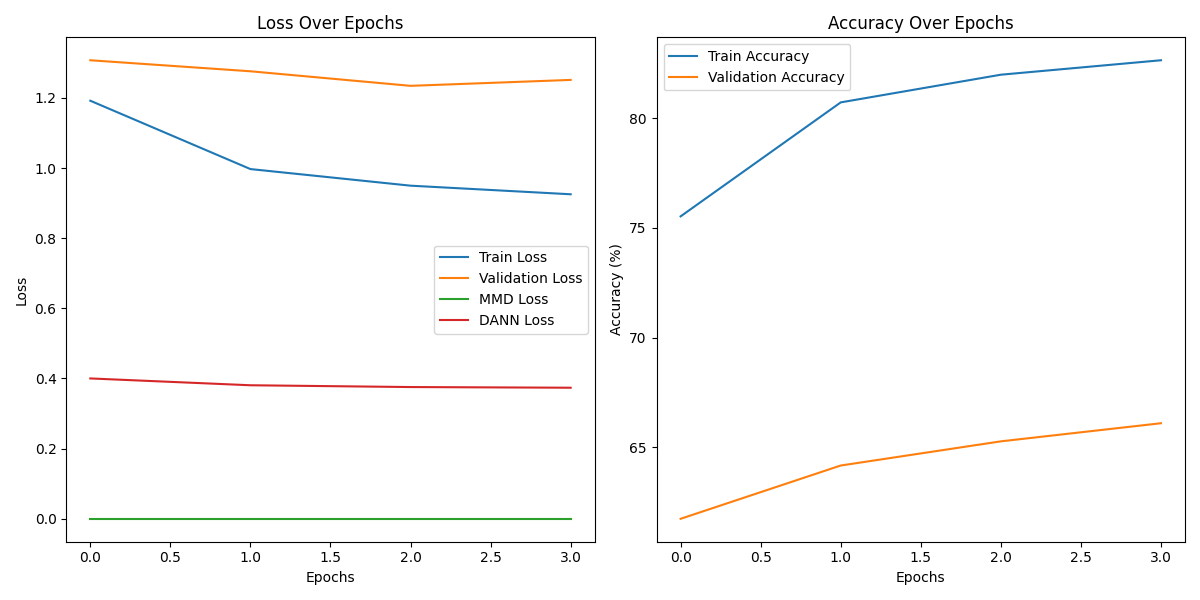 Loss Over Epochs
Loss
1.2
1.0
0.8
0.6
0.4
0.2
0.0
Train Loss
Validation Loss
MMD Loss
DANN Loss
0.0 0.5 1.0 1.5 2.0 2.5 3.0
Epochs
Accuracy Over Epochs
Accuracy (%)
Train Accuracy
Validation Accuracy
80
75
70
65
0.0 0.5 1.0 1.5 2.0 2.5 3.0
Epochs